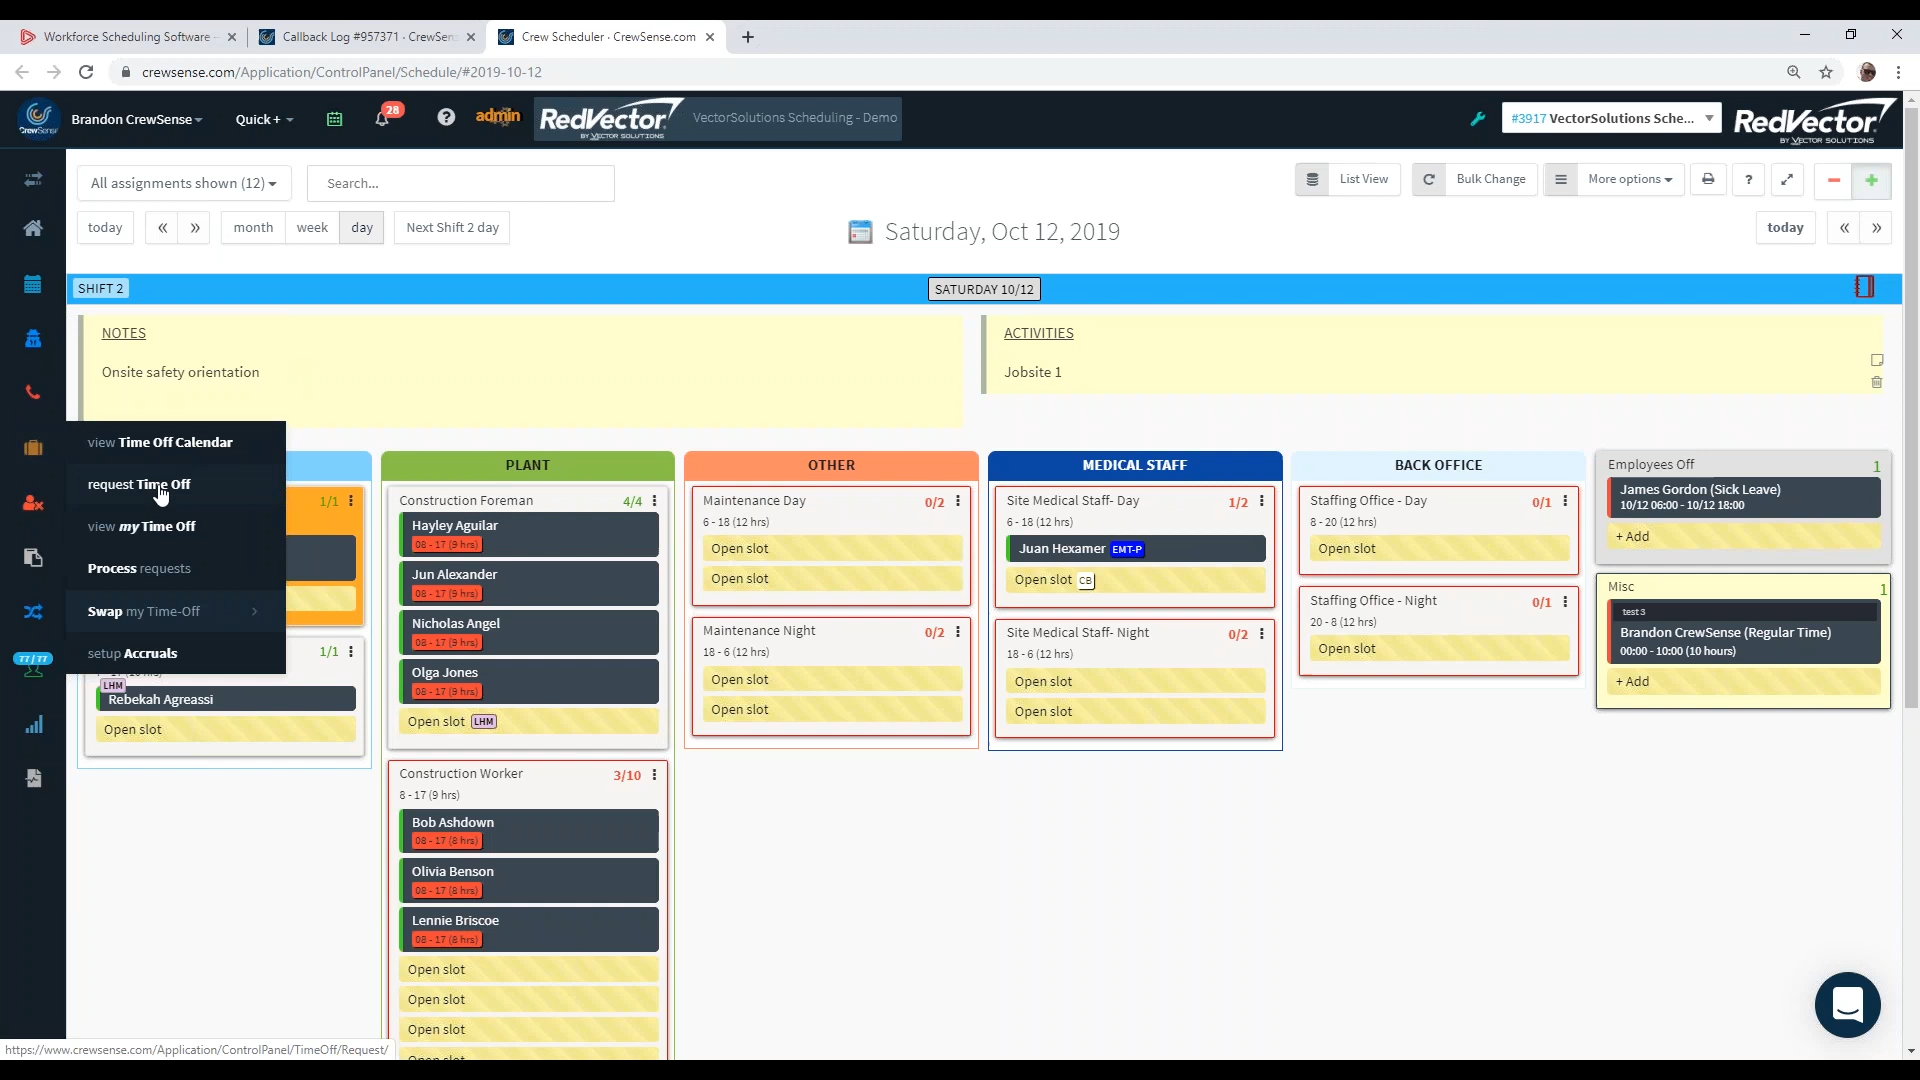 Workforce Scheduling Software -
Callback Log #957371 · CrewSen
Crew Scheduler · CrewSense.com
crewsense.com/Application/ControlPanel/Schedule/#2019-10-12
CrewSense
Brandon CrewSense
Quick +
28
admin
RedVector
BY VECTOR SOLUTIONS
VectorSolutions Scheduling - Demo
#3917 VectorSolutions Sche...
RedVector
BY VECTOR SOLUTIONS
All assignments shown (12)
Search...
List View
Bulk Change
More options
?
today
«
»
month
week
day
Next Shift 2 day
Saturday, Oct 12, 2019
today
«
»
SHIFT 2
SATURDAY 10/12
NOTES
Onsite safety orientation
ACTIVITIES
Jobsite 1
view Time Off Calendar
request Time Off
view my Time Off
Process requests
Swap my Time-Off
setup Accruals
77 / 77
1/1
1/1
LHM
Rebekah Agreassi
Open slot
PLANT
Construction Foreman
4/4
Hayley Aguilar
08 - 17 (9 hrs)
Jun Alexander
08 - 17 (9 hrs)
Nicholas Angel
08 - 17 (9 hrs)
Olga Jones
08 - 17 (9 hrs)
Open slot LHM
Construction Worker
3/10
8 - 17 (9 hrs)
Bob Ashdown
08 - 17 (8 hrs)
Olivia Benson
08 - 17 (8 hrs)
Lennie Briscoe
08 - 17 (8 hrs)
Open slot
Open slot
Open slot
Open slot
OTHER
Maintenance Day
0/2
6 - 18 (12 hrs)
Open slot
Open slot
Maintenance Night
0/2
18 - 6 (12 hrs)
Open slot
Open slot
MEDICAL STAFF
Site Medical Staff- Day
1/2
6 - 18 (12 hrs)
Juan Hexamer EMT-P
Open slot CB
Site Medical Staff- Night
0/2
18 - 6 (12 hrs)
Open slot
Open slot
BACK OFFICE
Staffing Office - Day
0/1
8 - 20 (12 hrs)
Open slot
Staffing Office - Night
0/1
20 - 8 (12 hrs)
Open slot
Employees Off
1
James Gordon (Sick Leave)
10/12 06:00 - 10/12 18:00
+ Add
Misc
1
test 3
Brandon CrewSense (Regular Time)
00:00 - 10:00 (10 hours)
+ Add
https://www.crewsense.com/Application/ControlPanel/TimeOff/Request/